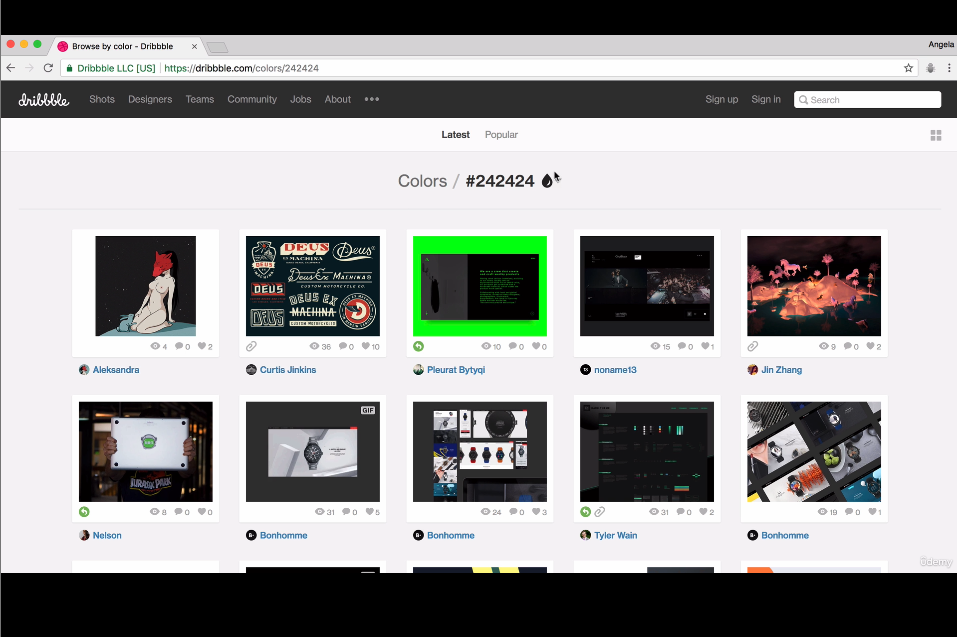 Browse by color - Dribbble
Angela
Dribbble LLC [US] https://dribbble.com/colors/242424
dribbble Shots Designers Teams Community Jobs About ••• Sign up Sign in Search
Latest Popular
Colors / #242424
DEUS EX MACHINA Deus
Deus Ex Machina
CUSTOM MOTORCYCLE CO.
DEUS DEUS EX
DEUS MACHINA
CUSTOM MOTORCYCLES
4 0 2 36 0 10 10 0 0 15 0 1 9 0 2
Aleksandra Curtis Jinkins Pleurat Bytyqi noname13 Jin Zhang
GIF
JURASSIC PARK
8 0 0 31 0 5 24 0 3 31 0 2 19 0 1
Nelson Bonhomme Bonhomme Tyler Wain Bonhomme
ûdemy